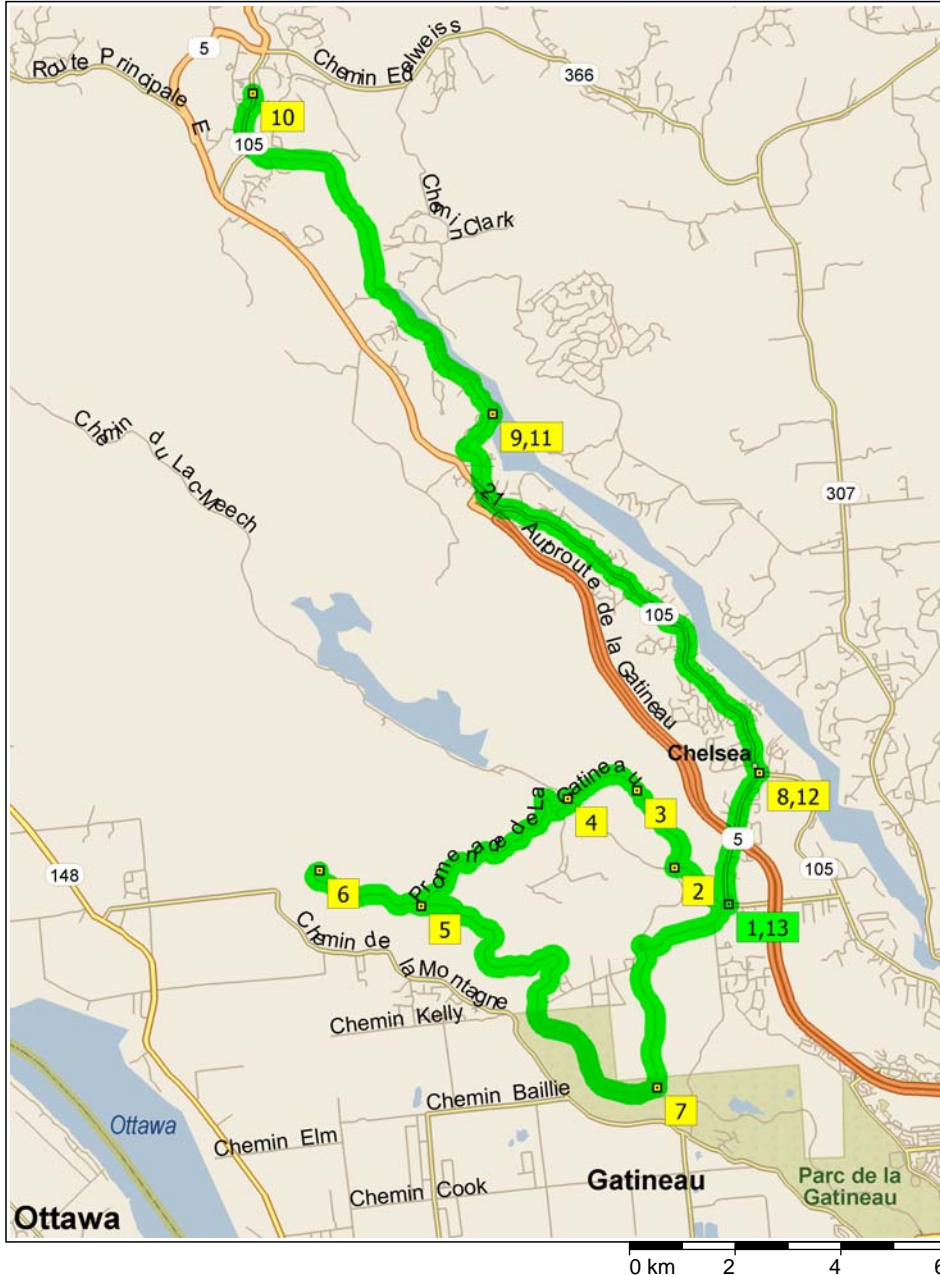 5
Chemin Edelweiss
366
Route Principale E
10
105
Chemin Clark
9,11
Chemin du Lac-Meech
21
307
Autoroute de la Gatineau
105
Chelsea
8,12
Promenade de La Gatineau
3
4
5
105
2
148
6
5
1,13
Chemin de la Montagne
Chemin Kelly
Chemin Baillie
7
Ottawa
Chemin Elm
Gatineau
Parc de la
Gatineau
Chemin Cook
Ottawa
0 km 2 4 6